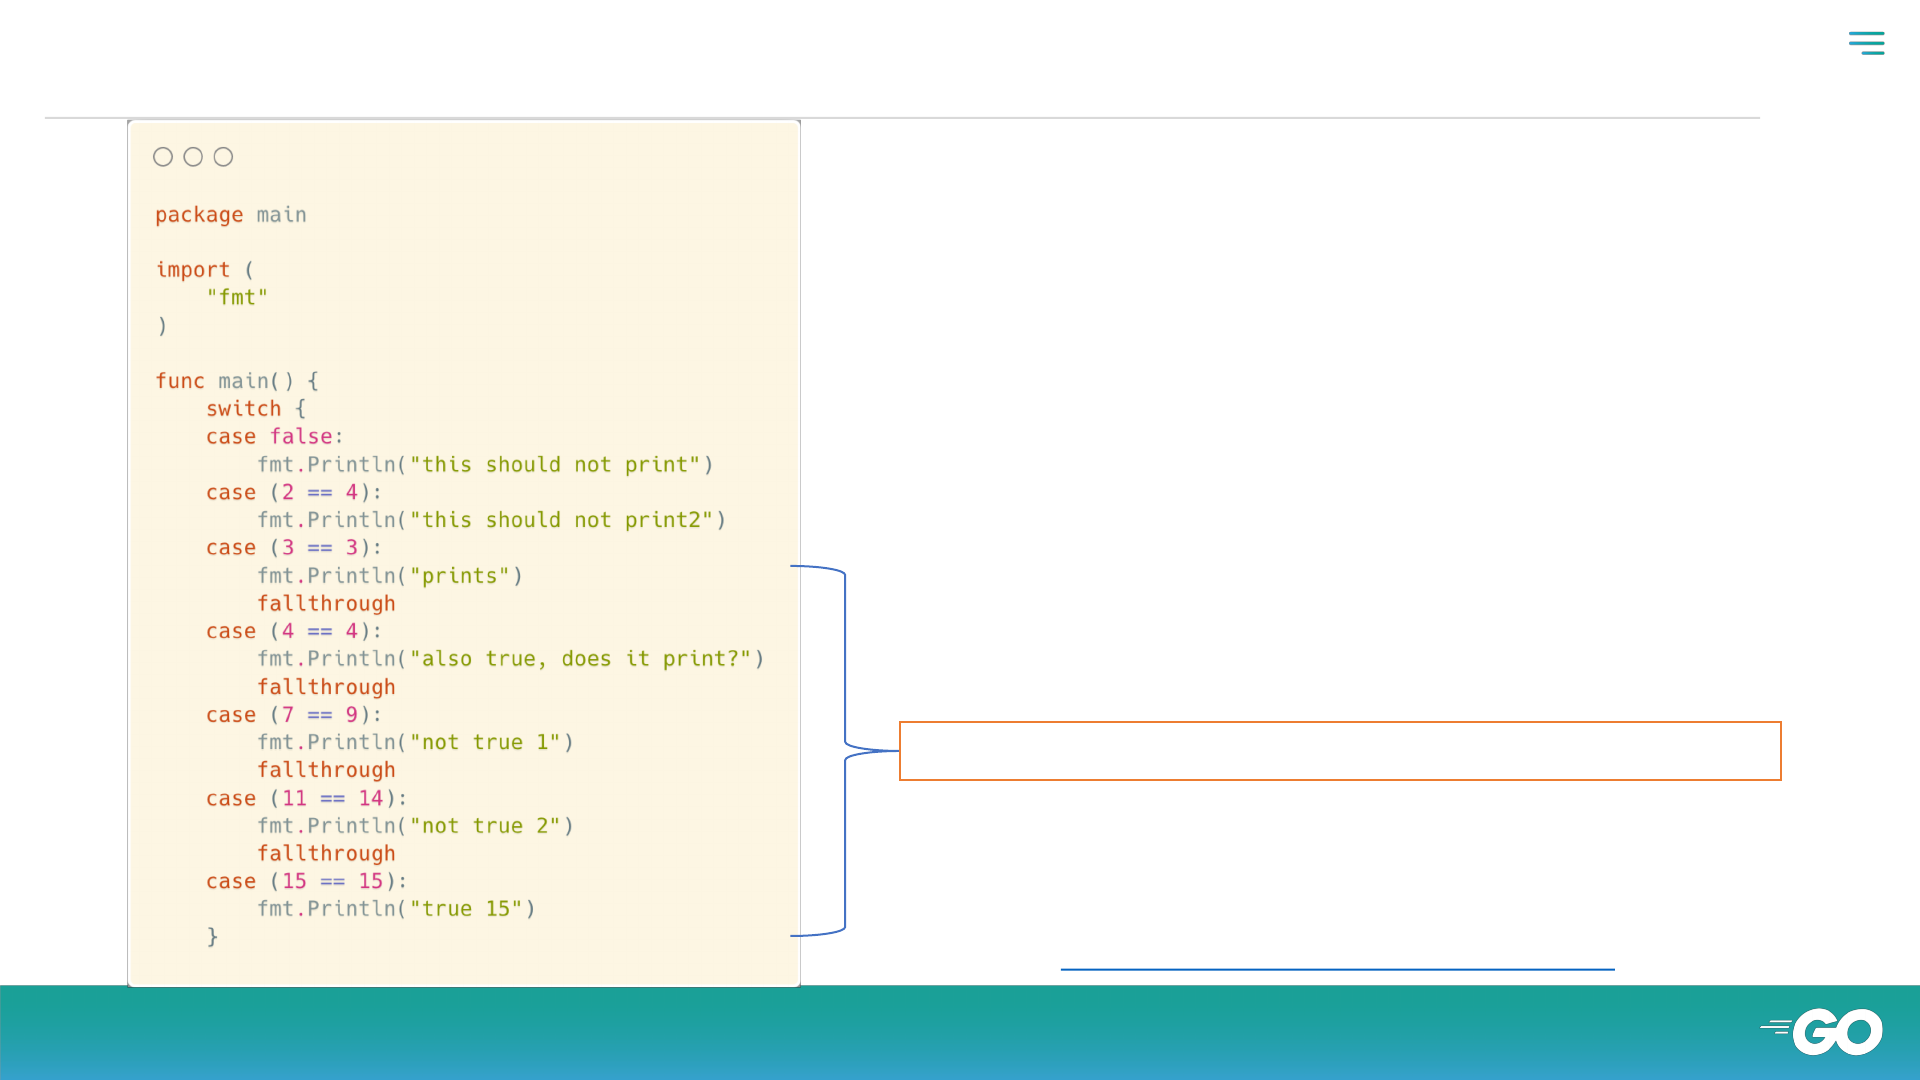 package main
import (
"fmt"
)
func main() {
switch {
case false:
fmt.Println("this should not print")
case (2 == 4):
fmt.Println("this should not print2")
case (3 == 3):
fmt.Println("prints")
fallthrough
case (4 == 4):
fmt.Println("also true, does it print?")
fallthrough
case (7 == 9):
fmt.Println("not true 1")
fallthrough
case (11 == 14):
fmt.Println("not true 2")
fallthrough
case (15 == 15):
fmt.Println("true 15")
}
GO